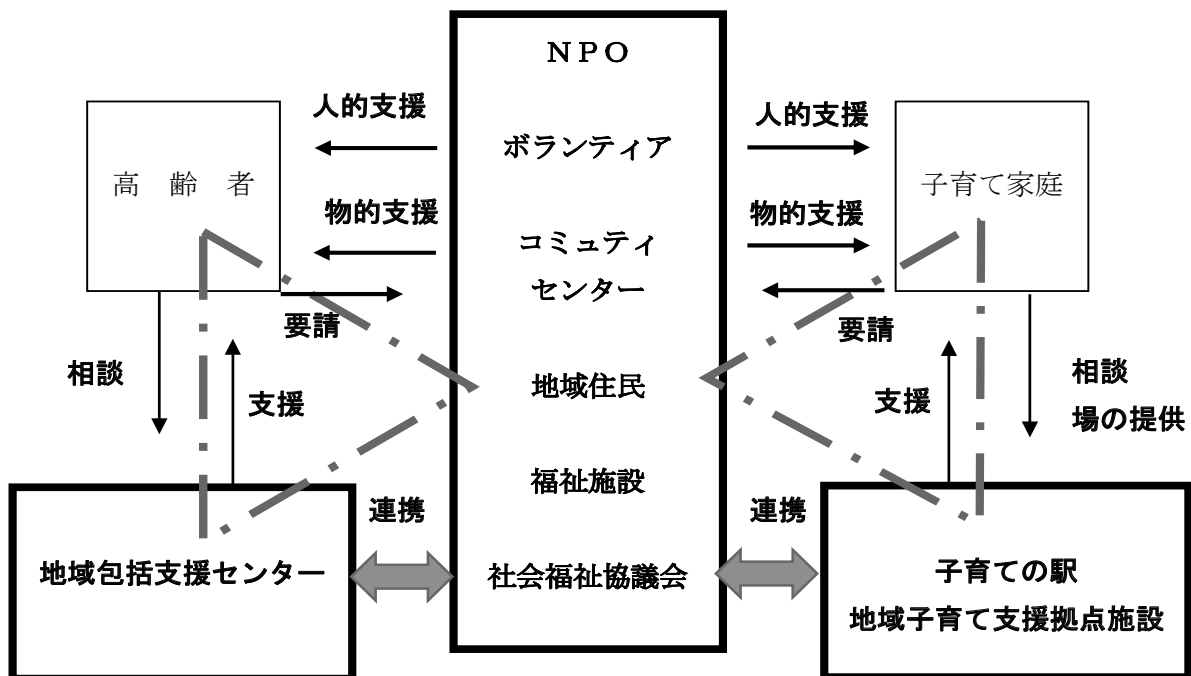 NPO
人的支援
人的支援
ボランティア
高 齢 者
子育て家庭
物的支援
物的支援
コミュティ
センター
要請
要請
相談
支援
地域住民
支援
相談
場の提供
福祉施設
連携
連携
地域包括支援センター
社会福祉協議会
子育ての駅
地域子育て支援拠点施設